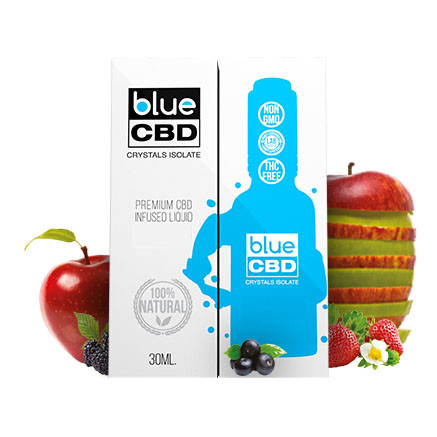 blue
CBD
CRYSTALS ISOLATE
PREMIUM CBD
INFUSED LIQUID
100%
NATURAL
30ML.
NON
GMO
THC
FREE
blue
CBD
CRYSTALS ISOLATE